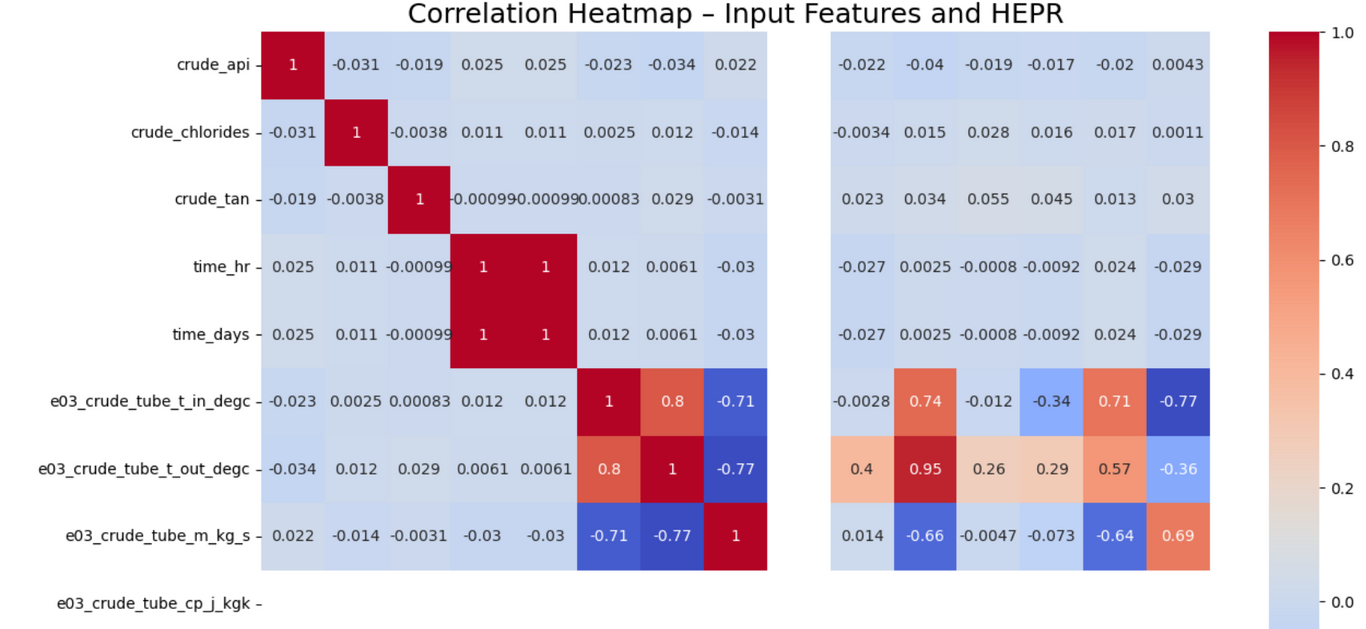 Correlation Heatmap – Input Features and HEPR
crude_api 1 -0.031 -0.019 0.025 0.025 -0.023 -0.034 0.022 -0.022 -0.04 -0.019 -0.017 -0.02 0.0043
crude_chlorides -0.031 1 -0.0038 0.011 0.011 0.0025 0.012 -0.014 -0.0034 0.015 0.028 0.016 0.017 0.0011
crude_tan -0.019 -0.0038 1 -0.00099 -0.00099 0.00083 0.029 -0.0031 0.023 0.034 0.055 0.045 0.013 0.03
time_hr 0.025 0.011 -0.00099 1 1 0.012 0.0061 -0.03 -0.027 0.0025 -0.0008 -0.0092 0.024 -0.029
time_days 0.025 0.011 -0.00099 1 1 0.012 0.0061 -0.03 -0.027 0.0025 -0.0008 -0.0092 0.024 -0.029
e03_crude_tube_t_in_degc -0.023 0.0025 0.00083 0.012 0.012 1 0.8 -0.71 -0.0028 0.74 -0.012 -0.34 0.71 -0.77
e03_crude_tube_t_out_degc -0.034 0.012 0.029 0.0061 0.0061 0.8 1 -0.77 0.4 0.95 0.26 0.29 0.57 -0.36
e03_crude_tube_m_kg_s 0.022 -0.014 -0.0031 -0.03 -0.03 -0.71 -0.77 1 0.014 -0.66 -0.0047 -0.073 -0.64 0.69
e03_crude_tube_cp_j_kgk
1.0
0.8
0.6
0.4
0.2
0.0